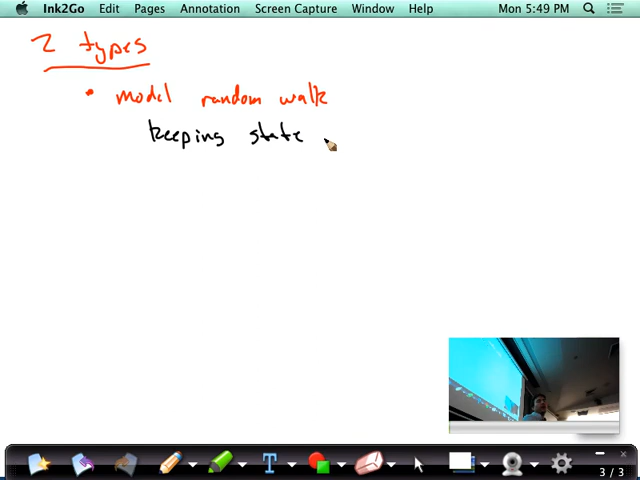 Ink2Go Edit Pages Annotation Screen Capture Window Help Mon 5:49 PM
2 types
• model random walk
keeping state
T
3 / 3